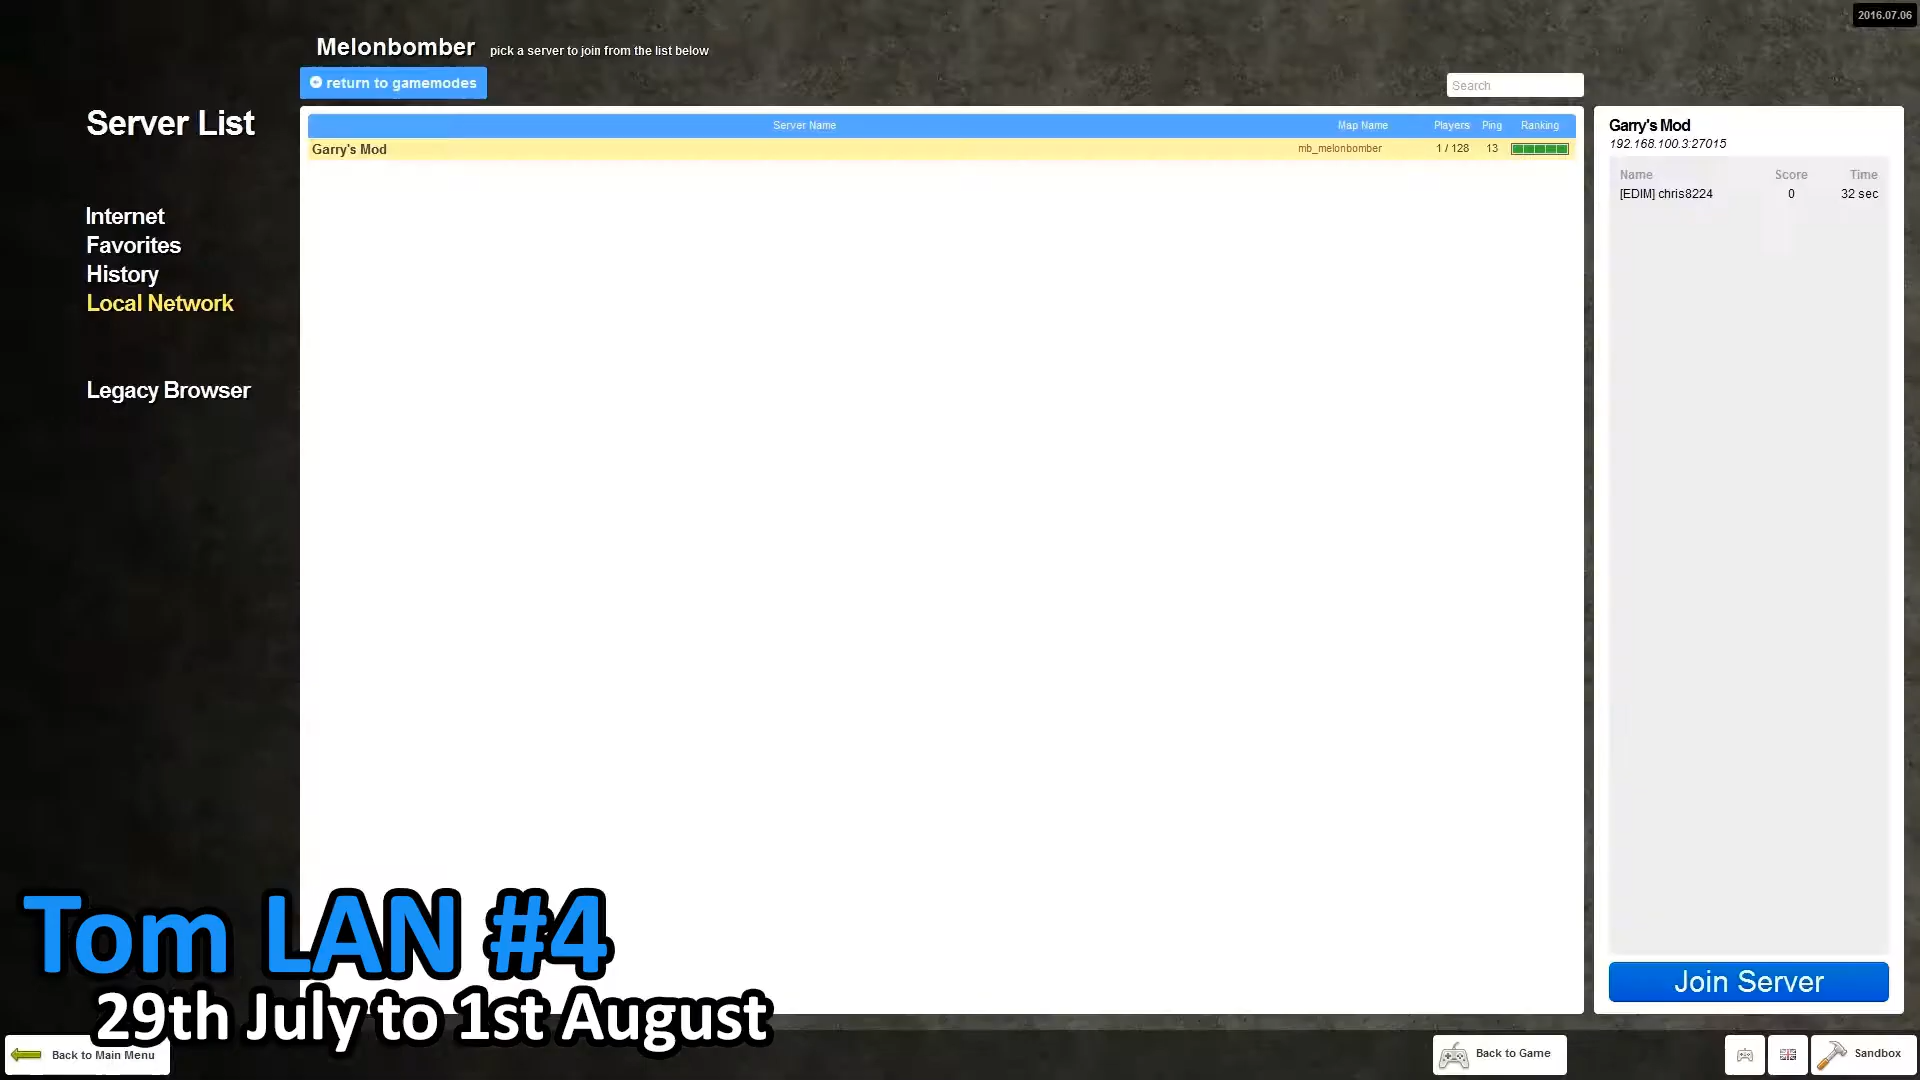 2016.07.06
Melonbomber pick a server to join from the list below
return to gamemodes
Search
Server List
Internet
Favorites
History
Local Network
Legacy Browser
Server Name Map Name Players Ping Ranking
Garry's Mod mb_melonbomber 1 / 128 13
Garry's Mod
192.168.100.3:27015
Name Score Time
[EDIM] chris8224 0 32 sec
Join Server
Tom LAN #4
29th July to 1st August
Back to Main Menu
Back to Game
Sandbox